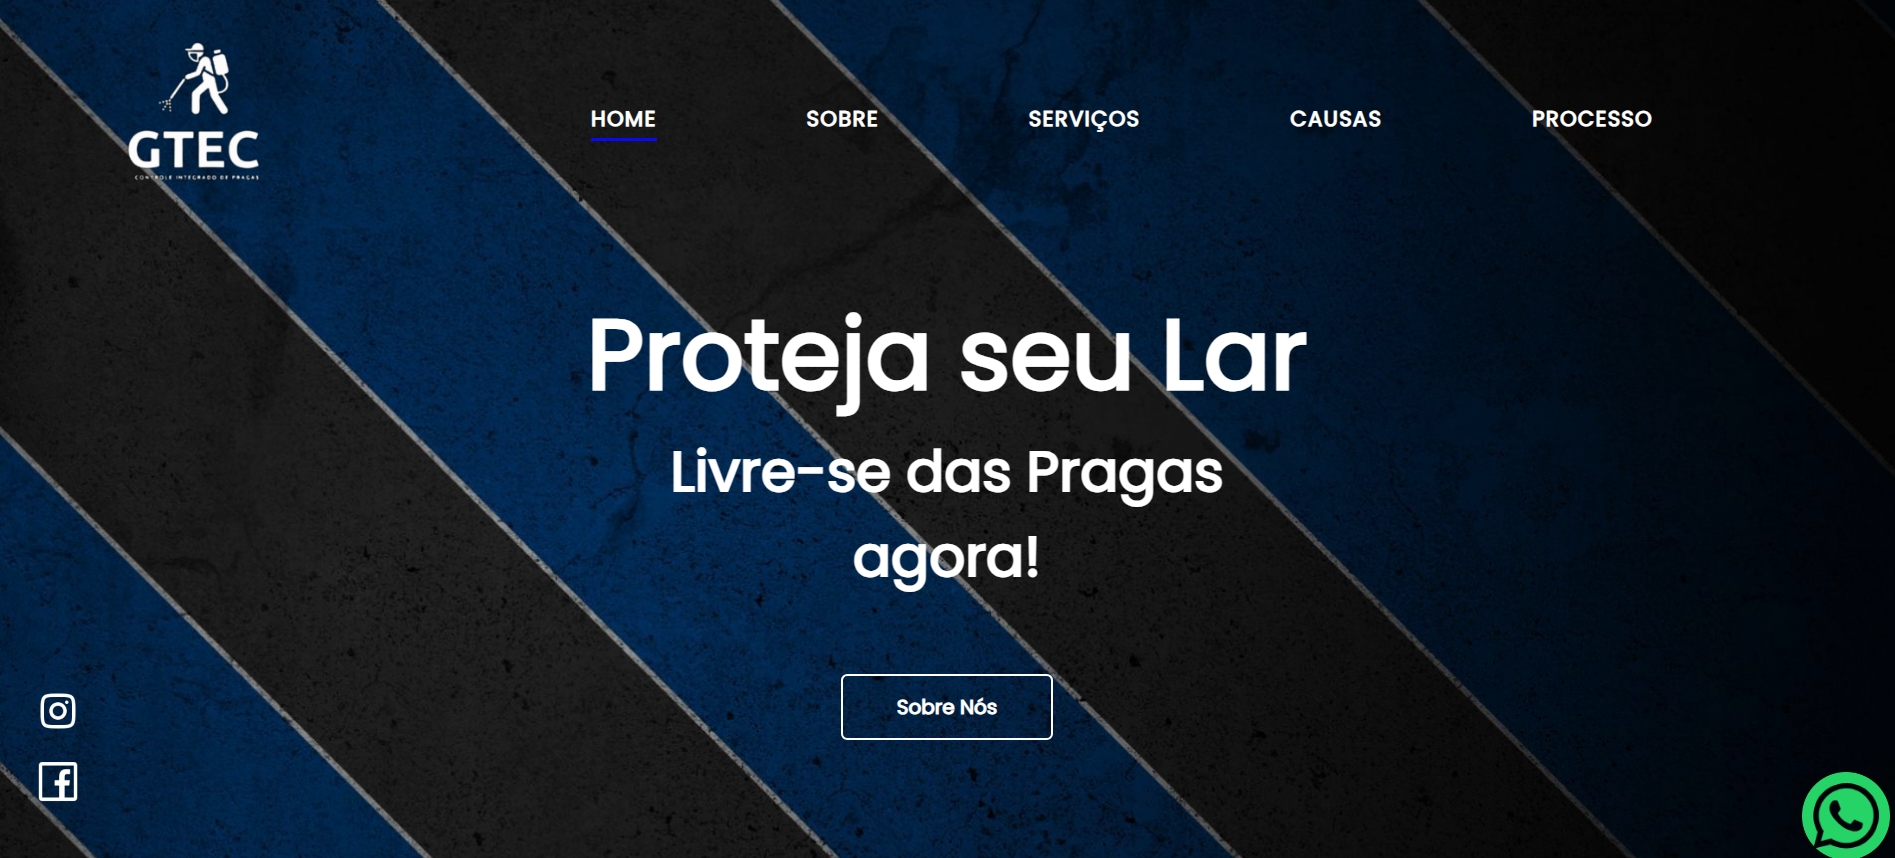 GTEC
CONTROLE INTEGRADO DE PRAGAS
HOME
SOBRE
SERVIÇOS
CAUSAS
PROCESSO
Proteja seu Lar
Livre-se das Pragas
agora!
Sobre Nós